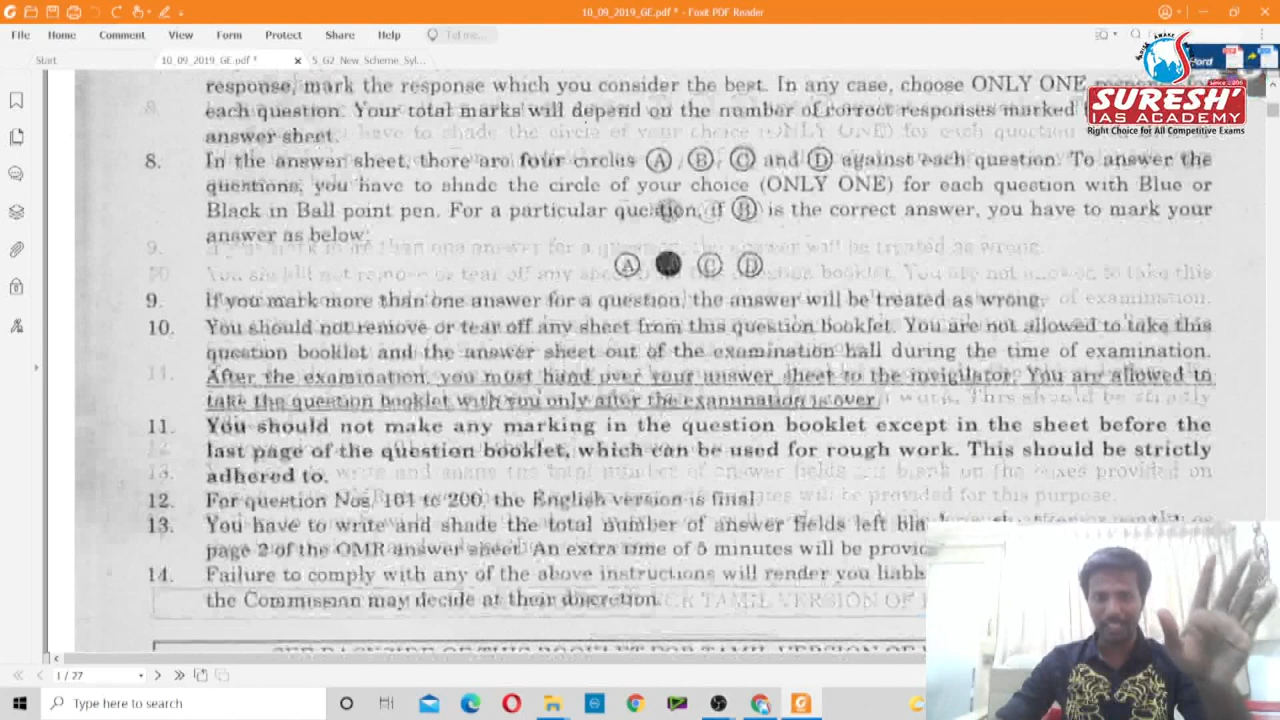 10_09_2019_GE.pdf * - Foxit PDF Reader
File Home Comment View Form Protect Share Help Tell me...
Start 10_09_2019_GE.pdf * 5_G2_New_Scheme_Syl...
SURESH'
since - 2006
IAS ACADEMY
Right Choice for All Competitive Exams
response, mark the response which you consider the best. In any case, choose ONLY ONE
each question. Your total marks will depend on the number of correct responses marked
answer sheet.
8. In the answer sheet, there are four circles A, B, C and D against each question. To answer the
questions, you have to shade the circle of your choice (ONLY ONE) for each question with Blue or
Black in Ball point pen. For a particular question, if B is the correct answer, you have to mark your
answer as below:
A C D
9. If you mark more than one answer for a question, the answer will be treated as wrong.
10. You should not remove or tear off any sheet from this question booklet. You are not allowed to take this
question booklet and the answer sheet out of the examination hall during the time of examination.
After the examination, you must hand over your answer sheet to the invigilator. You are allowed to
take the question booklet with you only after the examination is over
11. You should not make any marking in the question booklet except in the sheet before the
last page of the question booklet, which can be used for rough work. This should be strictly
adhered to.
12. For question Nos. 101 to 200, the English version is final
13. You have to write and shade the total number of answer fields left
page 2 of the OMR answer sheet. An extra time of 5 minutes will be
14. Failure to comply with any of the above instructions will render you
the Commission may decide at their discretion.
1 / 27
Type here to search